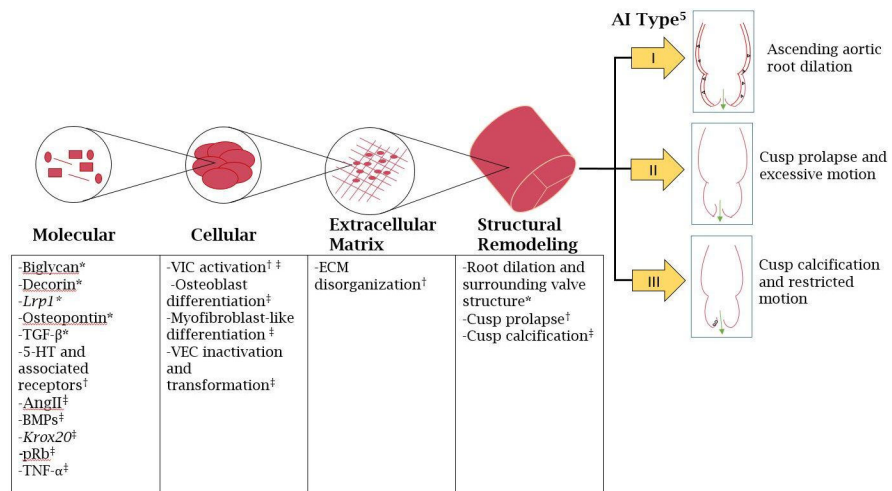 AI Type⁵
I
Ascending aortic
root dilation
II
Cusp prolapse and
excessive motion
III
Cusp calcification
and restricted
motion
Molecular
-Biglycan*
-Decorin*
-Lrp1*
-Osteopontin*
-TGF-β*
-5-HT and
associated
receptors†
-AngII‡
-BMPs‡
-Krox20‡
-pRb‡
-TNF-α‡
Cellular
-VIC activation† ‡
-Osteoblast
differentiation‡
-Myofibroblast-like
differentiation ‡
-VEC inactivation
and
transformation‡
Extracellular
Matrix
-ECM
disorganization†
Structural
Remodeling
-Root dilation and
surrounding valve
structure*
-Cusp prolapse†
-Cusp calcification‡